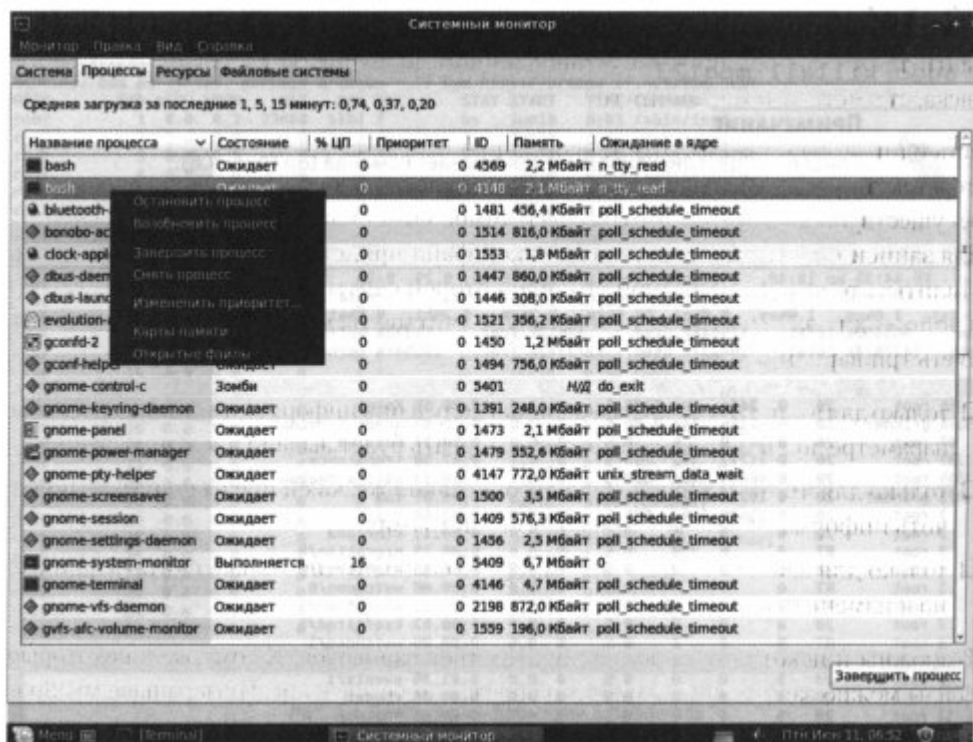 Системный монитор
Монитор Правка Вид Справка
Система Процессы Ресурсы Файловые системы
Средняя загрузка за последние 1, 5, 15 минут: 0,74, 0,37, 0,20
Название процесса Состояние % ЦП Приоритет ID Память Ожидание в ядре
bash Ожидает 0 0 4569 2,2 Мбайт n_tty_read
bash Ожидает 0 0 4148 2,1 Мбайт n_tty_read
Остановить процесс
bluetooth- 0 0 1481 456,4 Кбайт poll_schedule_timeout
Возобновить процесс
bonobo-ac 0 0 1514 816,0 Кбайт poll_schedule_timeout
clock-appl 0 0 1553 1,8 Мбайт poll_schedule_timeout
Завершить процесс
dbus-daem 0 0 1447 860,0 Кбайт poll_schedule_timeout
Снять процесс
dbus-launc 0 0 1446 308,0 Кбайт poll_schedule_timeout
Измененить приоритет...
evolution- 0 0 1521 356,2 Кбайт poll_schedule_timeout
Карты памяти
gconfd-2 0 0 1450 1,2 Мбайт poll_schedule_timeout
Открытые файлы
gconf-helper Ожидает 0 0 1494 756,0 Кбайт poll_schedule_timeout
gnome-control-c Зомби 0 0 5401 Н/Д do_exit
gnome-keyring-daemon Ожидает 0 0 1391 248,0 Кбайт poll_schedule_timeout
gnome-panel Ожидает 0 0 1473 2,1 Мбайт poll_schedule_timeout
gnome-power-manager Ожидает 0 0 1479 552,6 Кбайт poll_schedule_timeout
gnome-pty-helper Ожидает 0 0 4147 772,0 Кбайт unix_stream_data_wait
gnome-screensaver Ожидает 0 0 1500 3,5 Мбайт poll_schedule_timeout
gnome-session Ожидает 0 0 1409 576,3 Кбайт poll_schedule_timeout
gnome-settings-daemon Ожидает 0 0 1456 2,5 Мбайт poll_schedule_timeout
gnome-system-monitor Выполняется 16 0 5409 6,7 Мбайт 0
gnome-terminal Ожидает 0 0 4146 4,7 Мбайт poll_schedule_timeout
gnome-vfs-daemon Ожидает 0 0 2198 872,0 Кбайт poll_schedule_timeout
gvfs-afc-volume-monitor Ожидает 0 0 1559 196,0 Кбайт poll_schedule_timeout
Завершить процесс
Menu [Terminal] Системный монитор Птн Июн 11, 06:52